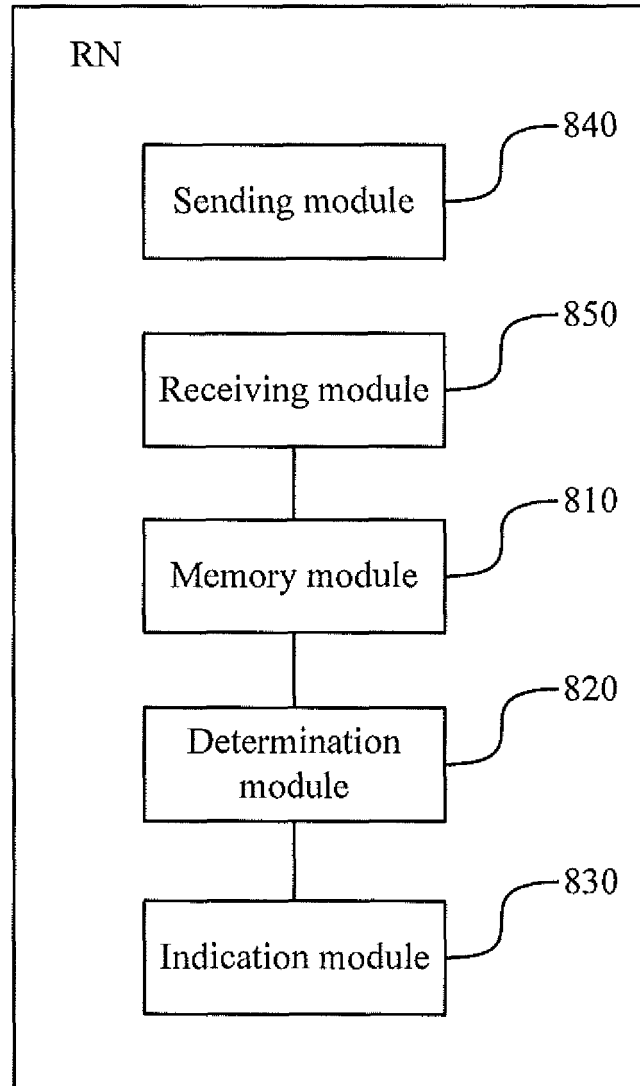 RN
840
Sending module
850
Receiving module
810
Memory module
820
Determination
module
830
Indication module